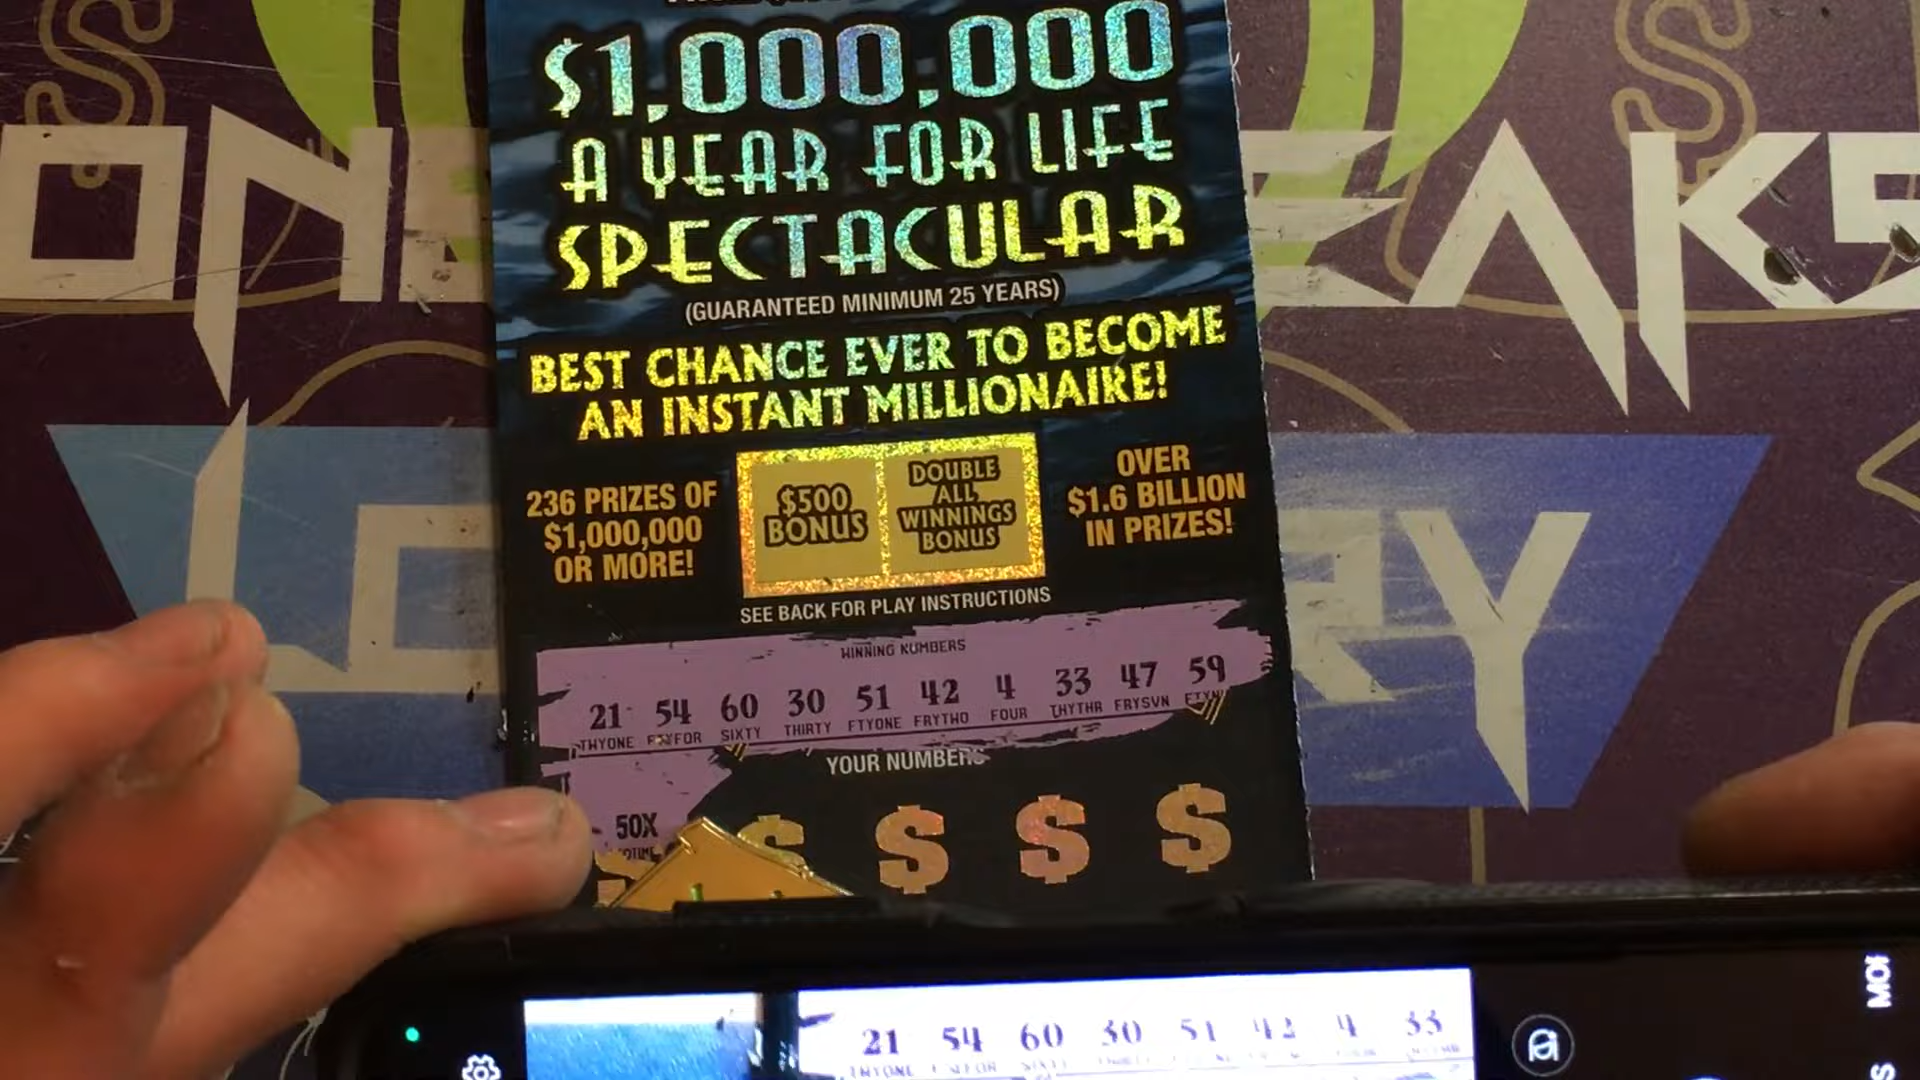 $1,000,000
A YEAR FOR LIFE
SPECTACULAR
(GUARANTEED MINIMUM 25 YEARS)
BEST CHANCE EVER TO BECOME
AN INSTANT MILLIONAIRE!
236 PRIZES OF
$1,000,000
OR MORE!
$500
BONUS
DOUBLE
ALL
WINNINGS
BONUS
OVER
$1.6 BILLION
IN PRIZES!
SEE BACK FOR PLAY INSTRUCTIONS
WINNING NUMBERS
21 54 60 30 51 42 4 33 47 59
TWYONE FTYFOR SIXTY THIRTY FTYONE FRYTWO FOUR THYTHR FRYSVN
YOUR NUMBERS
50X
$ $ $ $
21 54 60 30 51 42 4 33